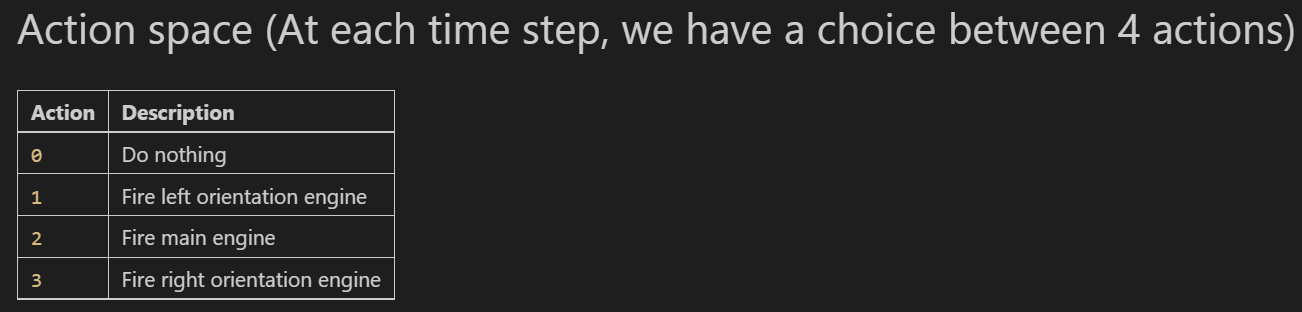 Action space (At each time step, we have a choice between 4 actions)
Action Description
0 Do nothing
1 Fire left orientation engine
2 Fire main engine
3 Fire right orientation engine